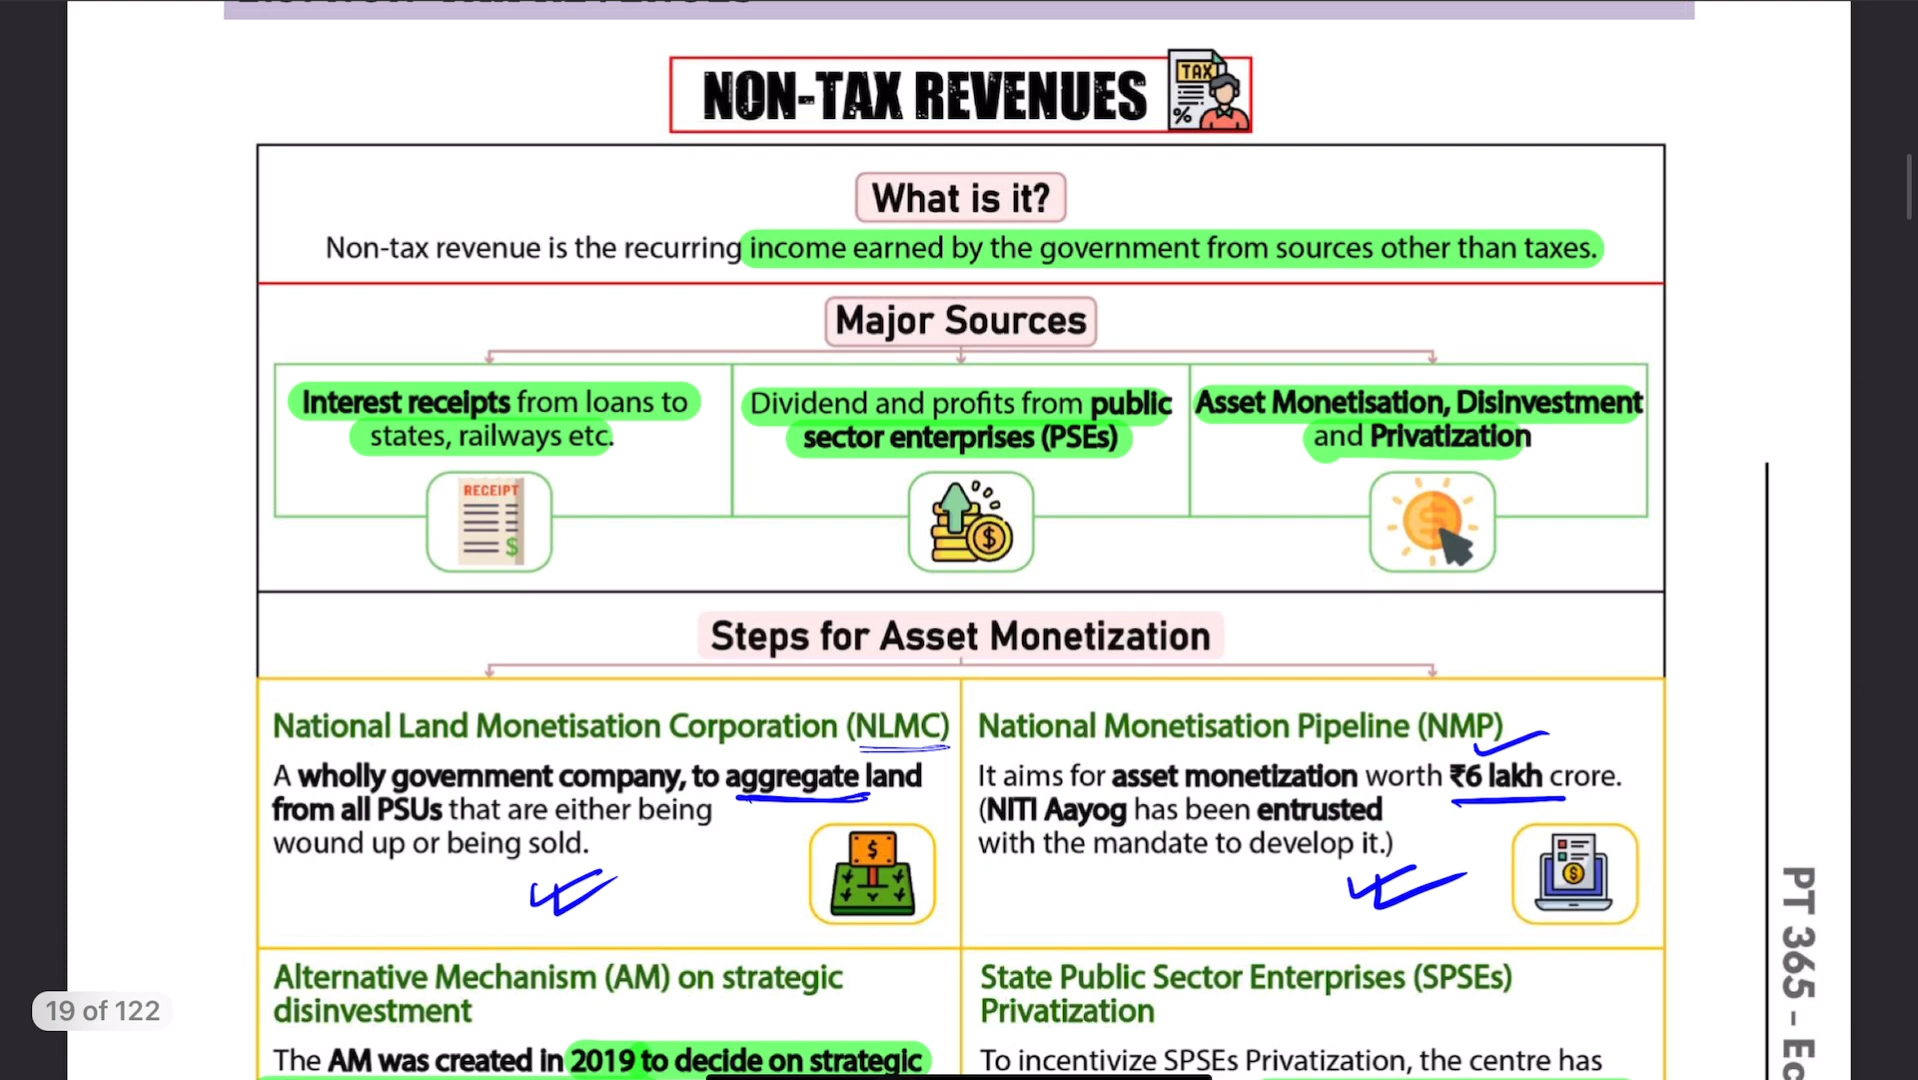 NON-TAX REVENUES
TAX
%
What is it?
Non-tax revenue is the recurring income earned by the government from sources other than taxes.
Major Sources
Interest receipts from loans to
states, railways etc.
Dividend and profits from public
sector enterprises (PSEs)
Asset Monetisation, Disinvestment
and Privatization
RECEIPT
$
$
$
Steps for Asset Monetization
National Land Monetisation Corporation (NLMC)
A wholly government company, to aggregate land
from all PSUs that are either being
wound up or being sold.
$
National Monetisation Pipeline (NMP)
It aims for asset monetization worth ₹6 lakh crore.
(NITI Aayog has been entrusted
with the mandate to develop it.)
$
Alternative Mechanism (AM) on strategic
disinvestment
The AM was created in 2019 to decide on strategic
State Public Sector Enterprises (SPSEs)
Privatization
To incentivize SPSEs Privatization, the centre has
19 of 122
PT 365 - Ec